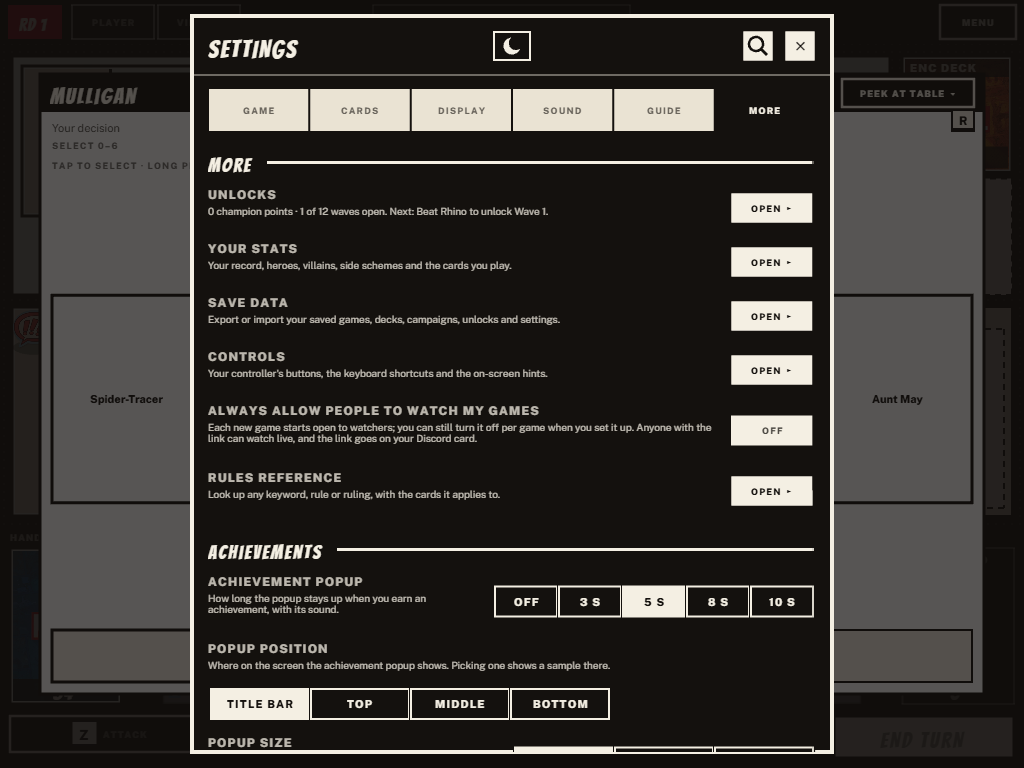 RD 1
PLAYER
MENU
ENC DECK
SETTINGS
×
MULLIGAN
PEEK AT TABLE
R
Your decision
SELECT 0–6
TAP TO SELECT · LONG P
GAME
CARDS
DISPLAY
SOUND
GUIDE
MORE
MORE
UNLOCKS
0 champion points · 1 of 12 waves open. Next: Beat Rhino to unlock Wave 1.
OPEN
YOUR STATS
Your record, heroes, villains, side schemes and the cards you play.
OPEN
SAVE DATA
Export or import your saved games, decks, campaigns, unlocks and settings.
OPEN
CONTROLS
Your controller's buttons, the keyboard shortcuts and the on-screen hints.
OPEN
Spider-Tracer
Aunt May
ALWAYS ALLOW PEOPLE TO WATCH MY GAMES
Each new game starts open to watchers; you can still turn it off per game when you set it up. Anyone with the
link can watch live, and the link goes on your Discord card.
OFF
RULES REFERENCE
Look up any keyword, rule or ruling, with the cards it applies to.
OPEN
HAND
ACHIEVEMENTS
ACHIEVEMENT POPUP
How long the popup stays up when you earn an
achievement, with its sound.
OFF
3 S
5 S
8 S
10 S
POPUP POSITION
Where on the screen the achievement popup shows. Picking one shows a sample there.
TITLE BAR
TOP
MIDDLE
BOTTOM
POPUP SIZE
Z
ATTACK
END TURN